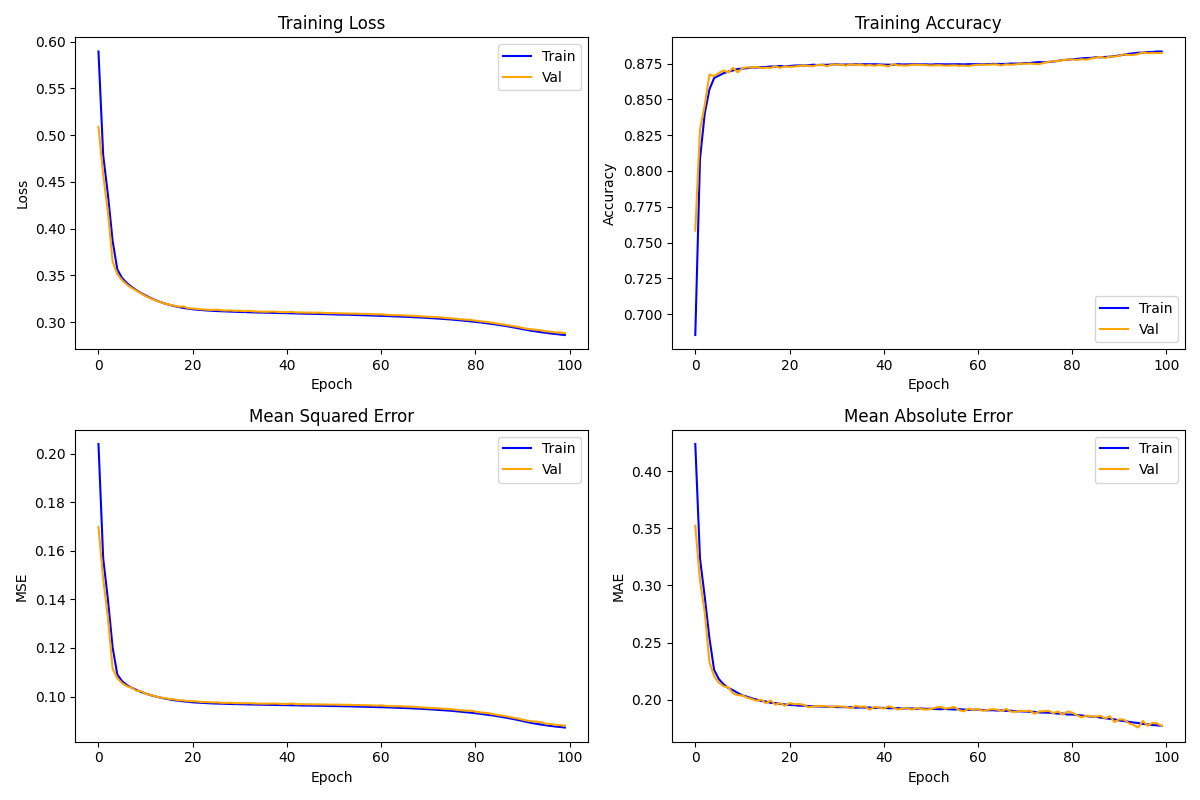 Training Loss
0.60
0.55
0.50
0.45
0.40
0.35
0.30
Loss
0 20 40 60 80 100
Epoch
Train
Val
Training Accuracy
0.875
0.850
0.825
0.800
0.775
0.750
0.725
0.700
Accuracy
0 20 40 60 80 100
Epoch
Train
Val
Mean Squared Error
0.20
0.18
0.16
0.14
0.12
0.10
MSE
0 20 40 60 80 100
Epoch
Train
Val
Mean Absolute Error
0.40
0.35
0.30
0.25
0.20
MAE
0 20 40 60 80 100
Epoch
Train
Val